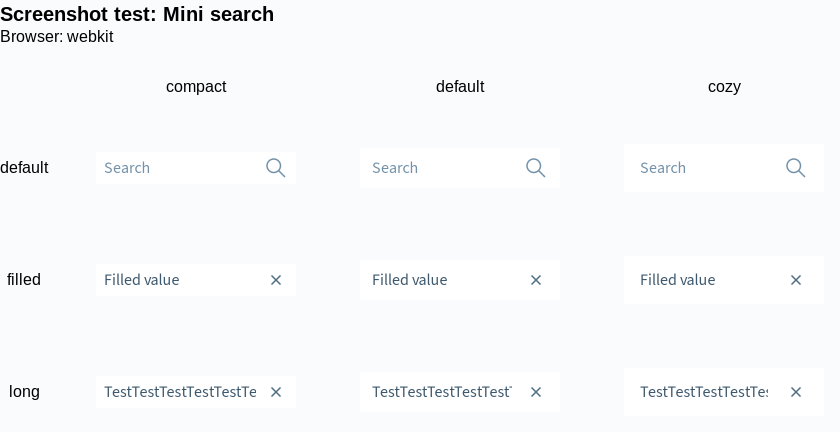 Screenshot test: Mini search
Browser: webkit
compact default cozy
default Search Search Search
filled Filled value Filled value Filled value
long TestTestTestTestTestTe TestTestTestTestTest TestTestTestTestTes